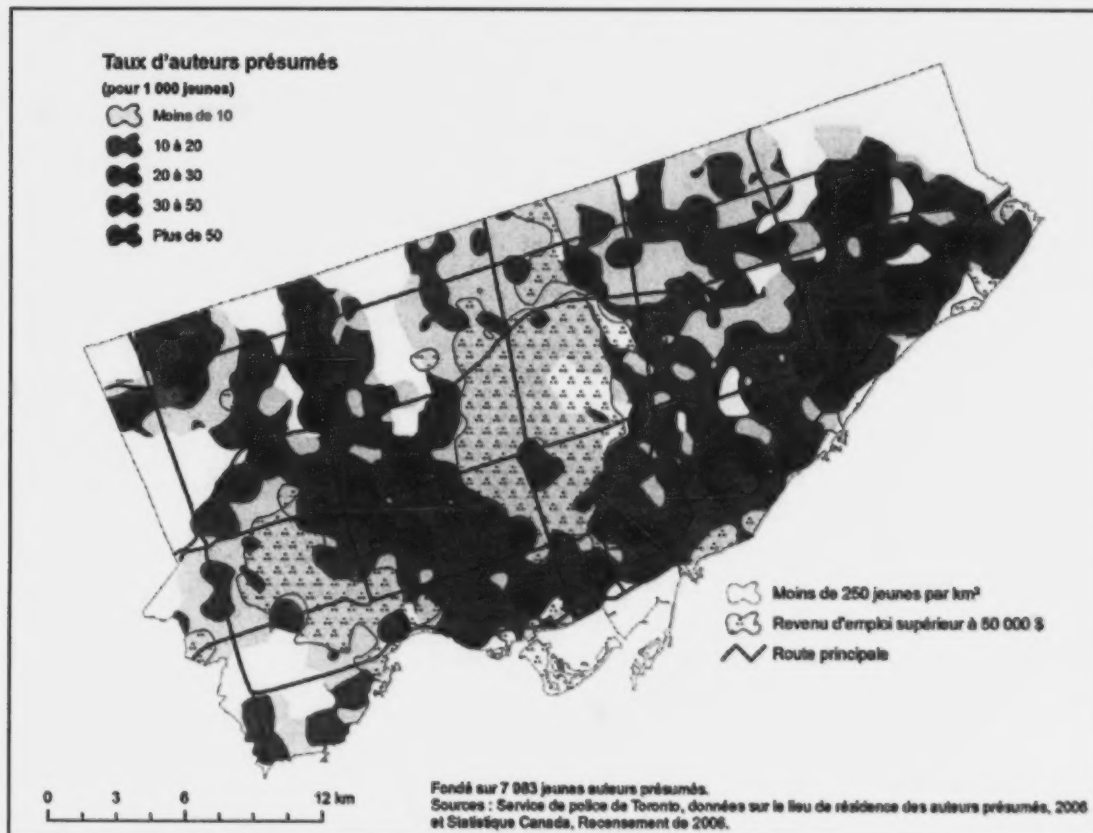 Taux d'auteurs présumés
(pour 1 000 jeunes)
Moins de 10
10 à 20
20 à 30
30 à 50
Plus de 50
Moins de 250 jeunes par km²
Revenu d'emploi supérieur à 50 000 $
Route principale
0 3 6 12 km
Fondé sur 7 983 jeunes auteurs présumés.
Sources : Service de police de Toronto, données sur le lieu de résidence des auteurs présumés, 2006
et Statistique Canada, Recensement de 2006.